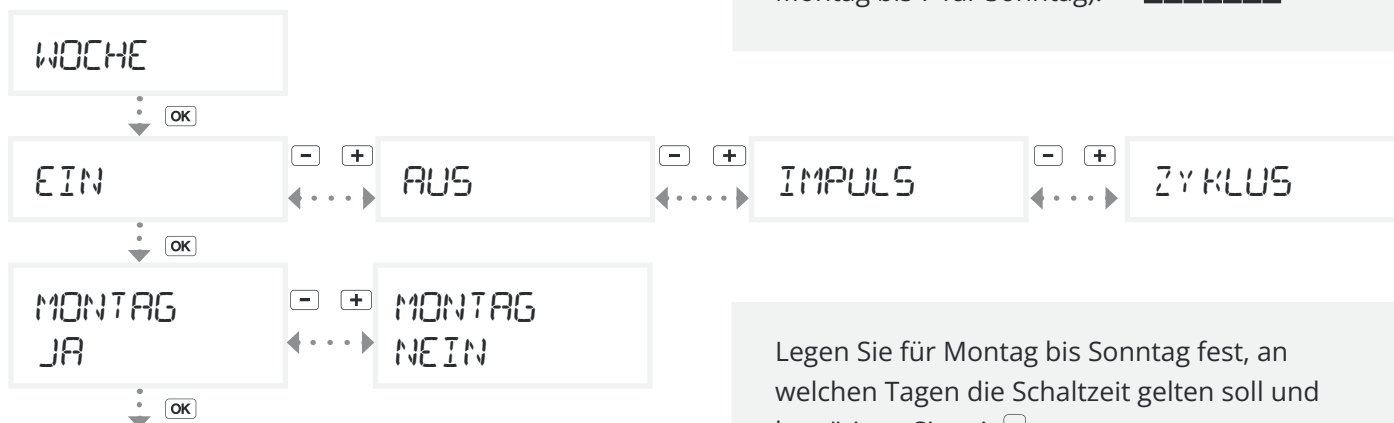 WOCHE
OK
EIN - + AUS - + IMPULS - + ZYKLUS
OK
MONTAG - + MONTAG
JA NEIN
OK
Legen Sie für Montag bis Sonntag fest, an
welchen Tagen die Schaltzeit gelten soll und